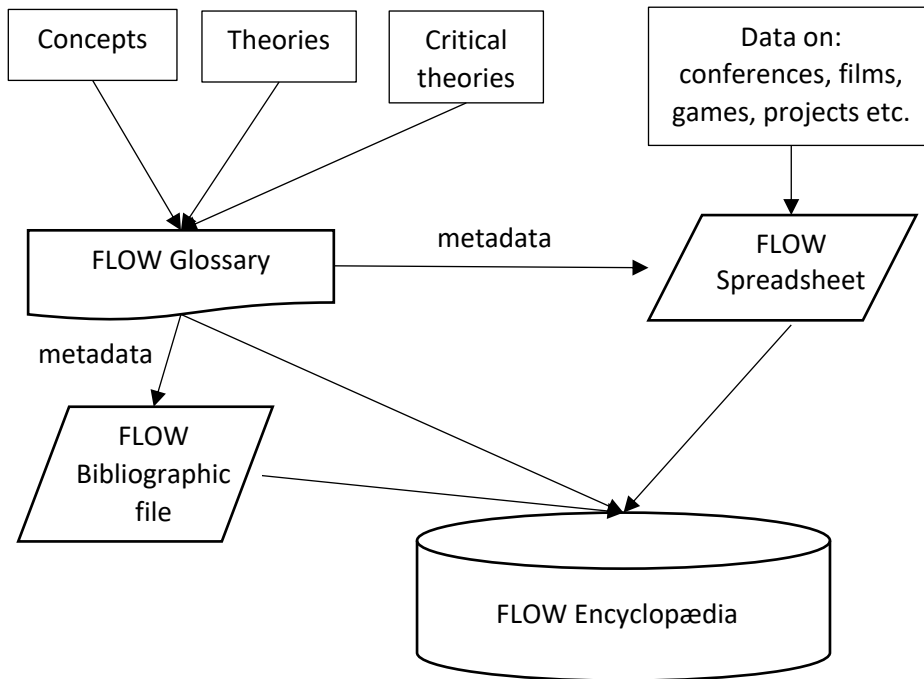 Concepts
Theories
Critical
theories
Data on:
conferences, films,
games, projects etc.
FLOW Glossary
metadata
FLOW
Spreadsheet
metadata
FLOW
Bibliographic
file
FLOW Encyclopædia